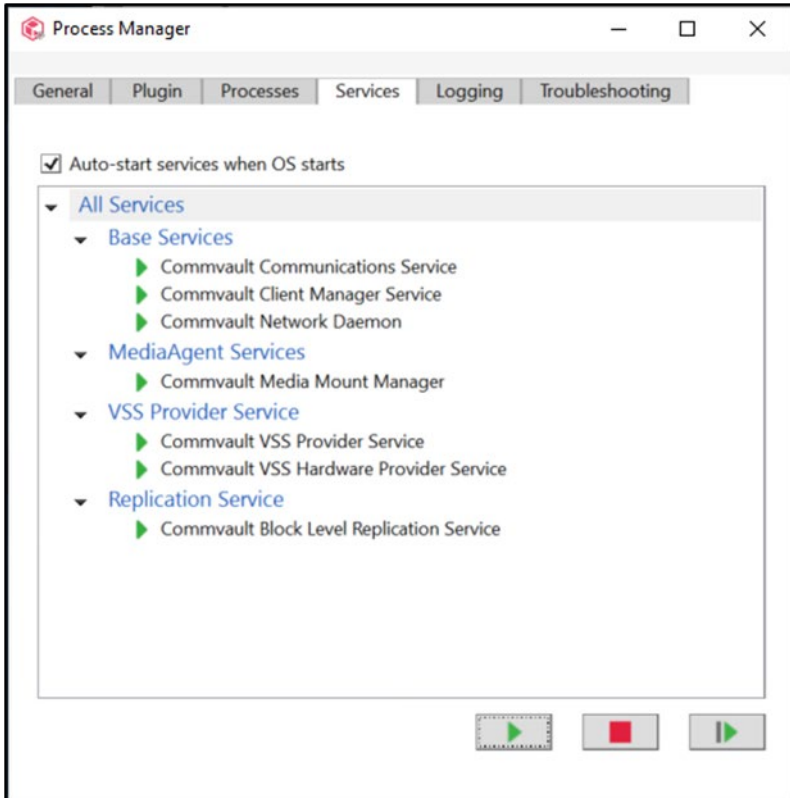 Process Manager
General Plugin Processes Services Logging Troubleshooting
Auto-start services when OS starts
All Services
Base Services
Commvault Communications Service
Commvault Client Manager Service
Commvault Network Daemon
MediaAgent Services
Commvault Media Mount Manager
VSS Provider Service
Commvault VSS Provider Service
Commvault VSS Hardware Provider Service
Replication Service
Commvault Block Level Replication Service